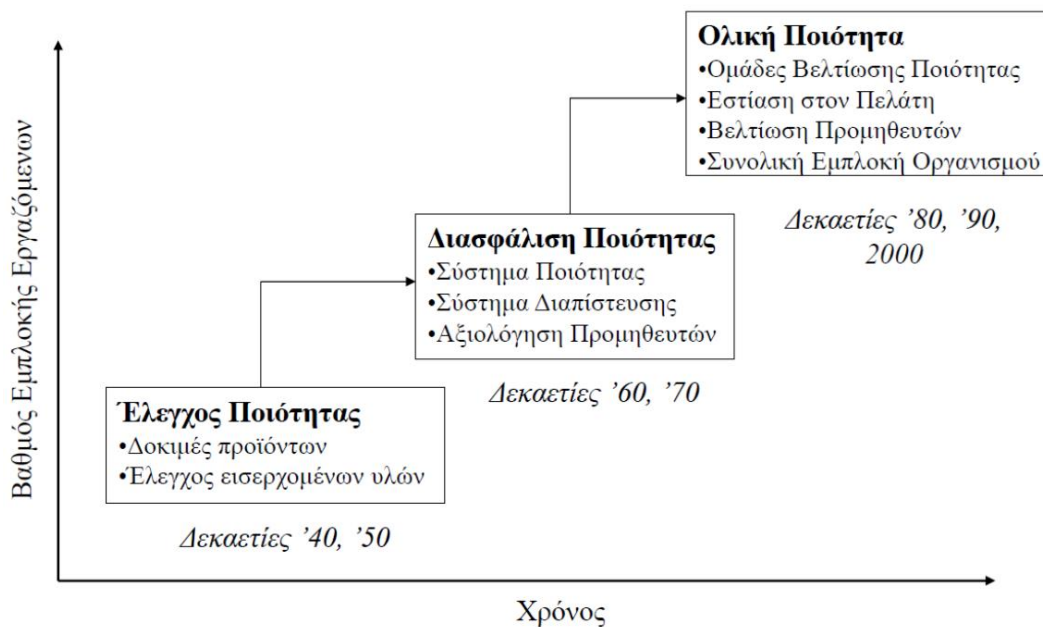 Βαθμός Εμπλοκής Εργαζόμενων
Ολική Ποιότητα
•Ομάδες Βελτίωσης Ποιότητας
•Εστίαση στον Πελάτη
•Βελτίωση Προμηθευτών
•Συνολική Εμπλοκή Οργανισμού
Δεκαετίες ’80, ’90,
2000
Διασφάλιση Ποιότητας
•Σύστημα Ποιότητας
•Σύστημα Διαπίστευσης
•Αξιολόγηση Προμηθευτών
Δεκαετίες ’60, ’70
Έλεγχος Ποιότητας
•Δοκιμές προϊόντων
•Έλεγχος εισερχομένων υλών
Δεκαετίες ’40, ’50
Χρόνος